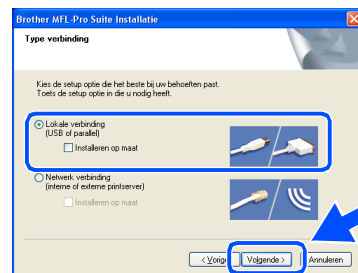 Brother MFL-Pro Suite Installatie
Type verbinding
Kies de setup optie die het beste bij uw behoeften past.
Toets de setup optie in die u nodig heeft.
Lokale verbinding
(USB of parallel)
Installeren op maat
Netwerk verbinding
(interne of externe printserver)
Installeren op maat
< Vorige Volgende > Annuleren